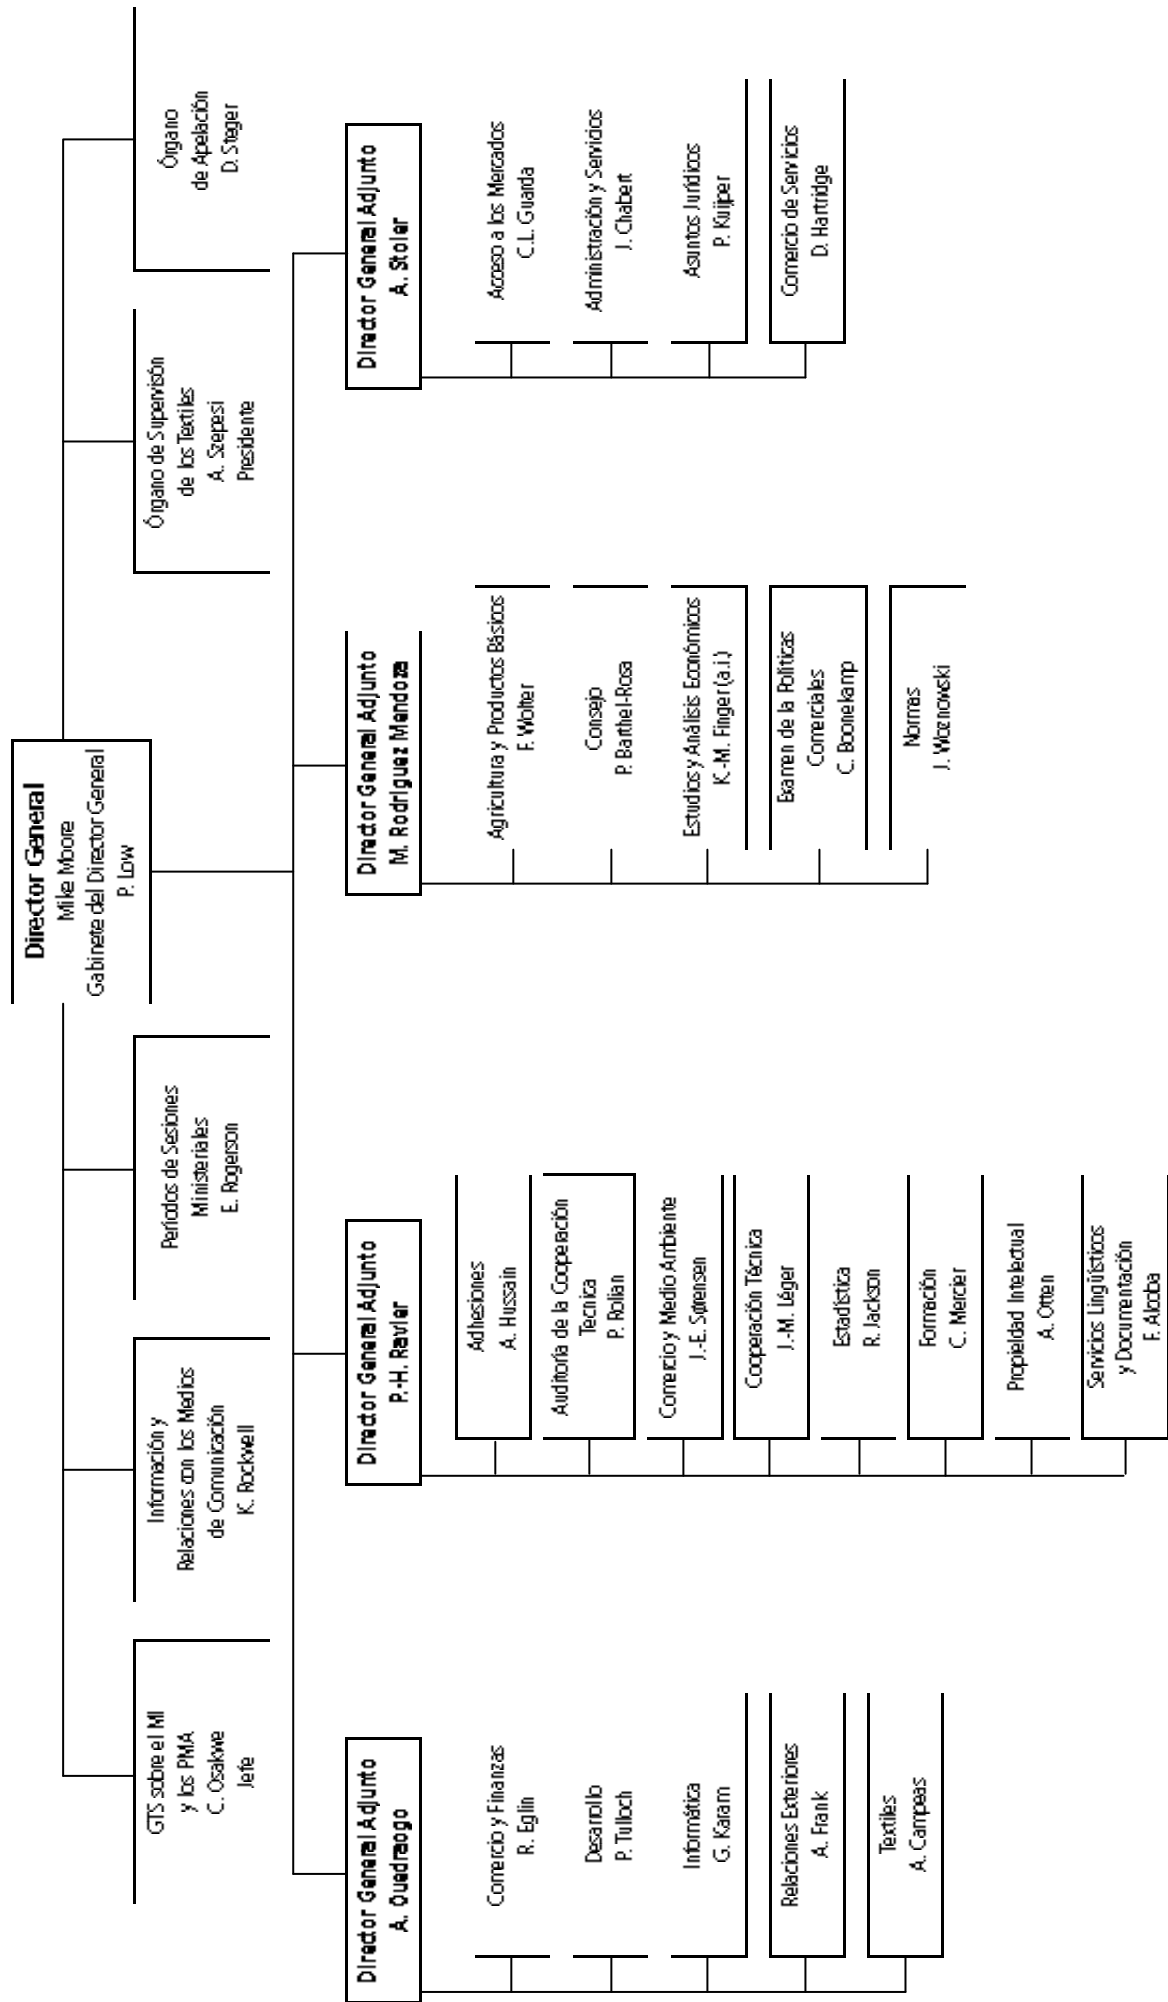 Director General
Mike Moore
Gabinete del Director General
P. Low
GTS sobre el MI
y los PMA
C. Osakwe
Jefe
Información y
Relaciones con los Medios
de Comunicación
K. Rockwell
Períodos de Sesiones
Ministeriales
E. Rogerson
Órgano de Supervisón
de los Textiles
A. Szepesi
Presidente
Órgano
de Apelación
D. Steger
Director General Adjunto
A. Ouedraogo
Comercio y Finanzas
R. Eglin
Desarrollo
P. Tulloch
Informática
G. Karam
Relaciones Exteriores
A. Frank
Textiles
A. Campeas
Director General Adjunto
P.-H. Ravier
Adhesiones
A. Hussain
Auditoría de la Cooperación
Tecnica
P. Rolian
Comercio y Medio Ambiente
J.-E. Sørensen
Cooperación Técnica
J.-M. Léger
Estadística
R. Jackson
Formación
C. Mercier
Propieldad Intelectual
A. Otten
Servicios Lingüísticos
y Documentación
F. Alcoba
Director General Adjunto
M. Rodriguez Mendoza
Agricultura y Productos Básicos
F. Wolter
Consejo
P. Barthel-Rosa
Estudios y Análisis Económicos
K.-M. Finger (a.i.)
Examen de la Políticas
Comerciales
C. Boonekamp
Normas
J. Woznowski
Director General Adjunto
A. Stoler
Acceso a los Mercados
C.L. Guarda
Administración y Servicios
J. Chabert
Asuntos Jurídicos
P. Kuijper
Comercio de Servicios
D. Hartridge